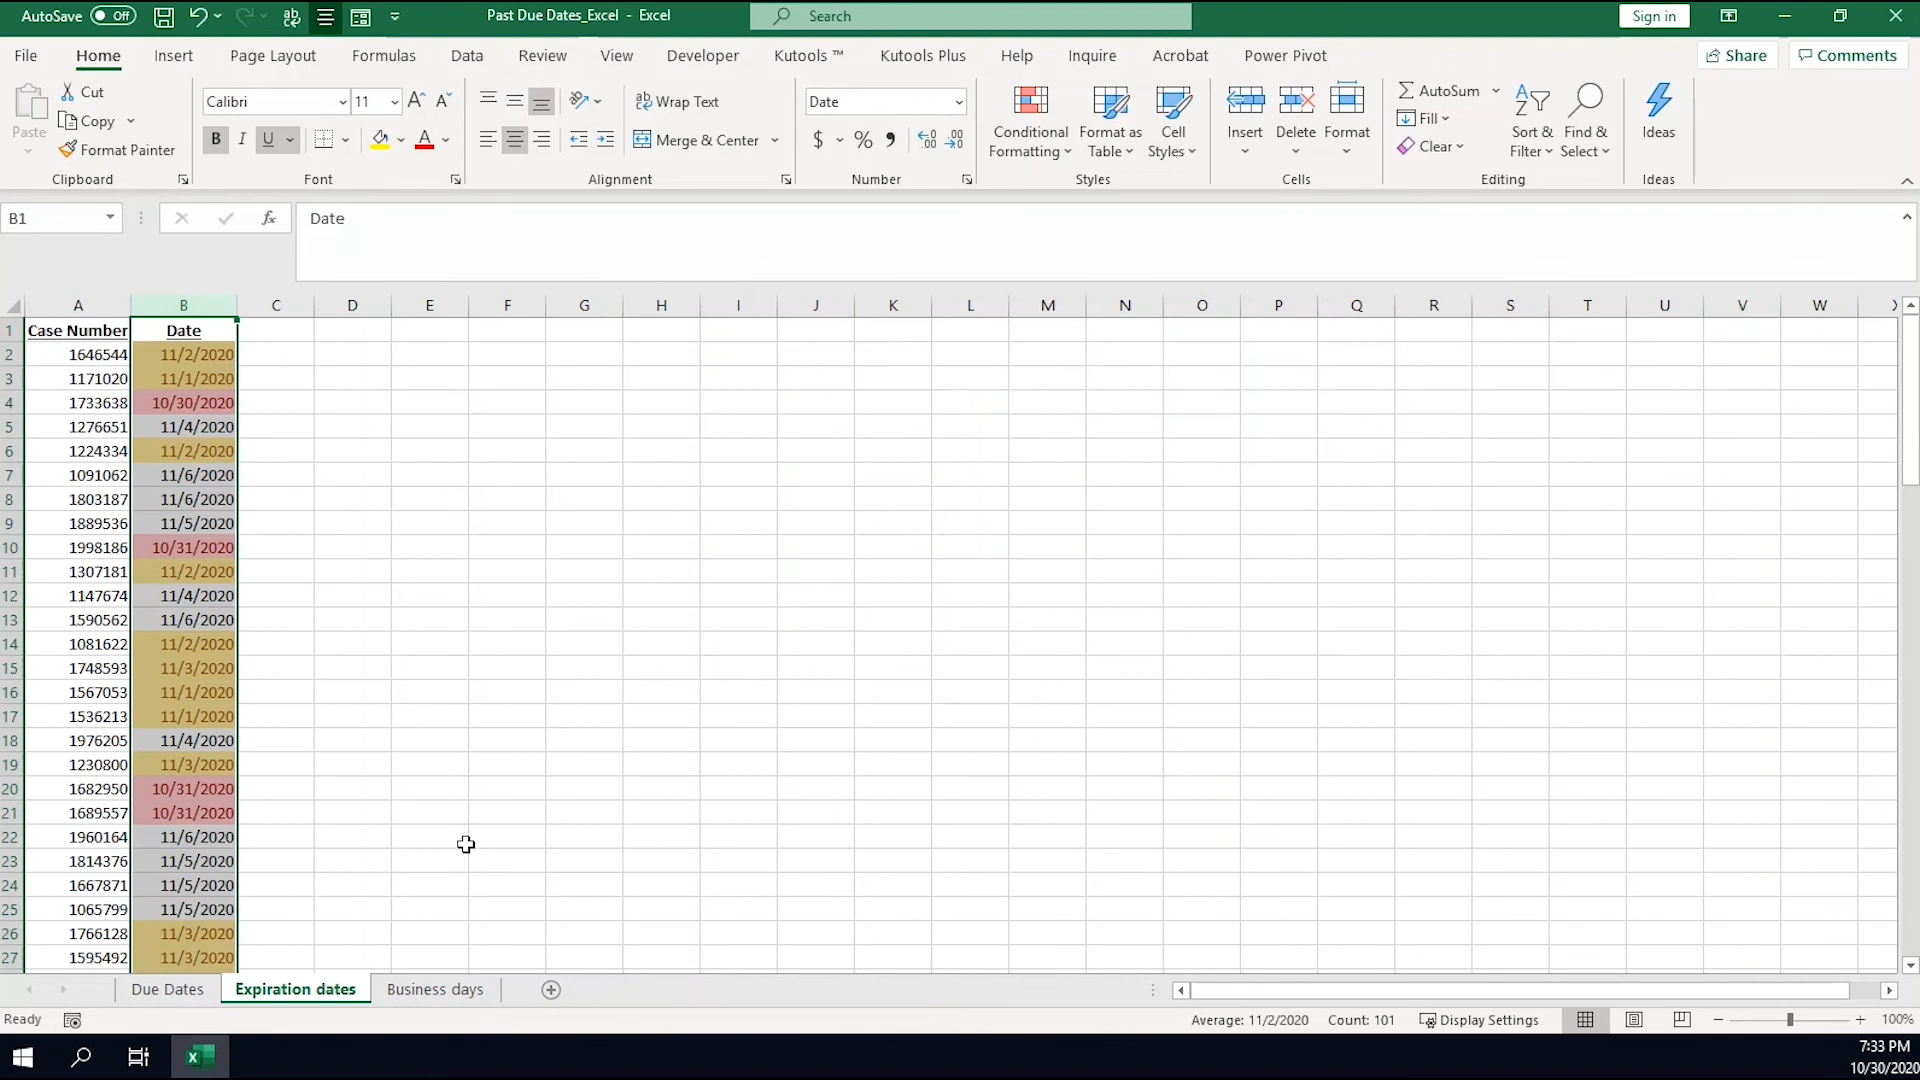 AutoSave Off Past Due Dates_Excel - Excel Search Sign in
File Home Insert Page Layout Formulas Data Review View Developer Kutools ™ Kutools Plus Help Inquire Acrobat Power Pivot Share Comments
Paste Cut Copy Format Painter Clipboard
Calibri 11 B I U A Font
Wrap Text Merge & Center Alignment
Date $ % , Number
Conditional Formatting Format as Table Cell Styles Styles
Insert Delete Format Cells
AutoSum Fill Clear Sort & Filter Find & Select Editing
Ideas Ideas
B1 fx Date
A B C D E F G H I J K L M N O P Q R S T U V W
1 Case Number Date
2 1646544 11/2/2020
3 1171020 11/1/2020
4 1733638 10/30/2020
5 1276651 11/4/2020
6 1224334 11/2/2020
7 1091062 11/6/2020
8 1803187 11/6/2020
9 1889536 11/5/2020
10 1998186 10/31/2020
11 1307181 11/2/2020
12 1147674 11/4/2020
13 1590562 11/6/2020
14 1081622 11/2/2020
15 1748593 11/3/2020
16 1567053 11/1/2020
17 1536213 11/1/2020
18 1976205 11/4/2020
19 1230800 11/3/2020
20 1682950 10/31/2020
21 1689557 10/31/2020
22 1960164 11/6/2020
23 1814376 11/5/2020
24 1667871 11/5/2020
25 1065799 11/5/2020
26 1766128 11/3/2020
27 1595492 11/3/2020
Due Dates Expiration dates Business days
Ready Average: 11/2/2020 Count: 101 Display Settings 100%
7:33 PM
10/30/2020